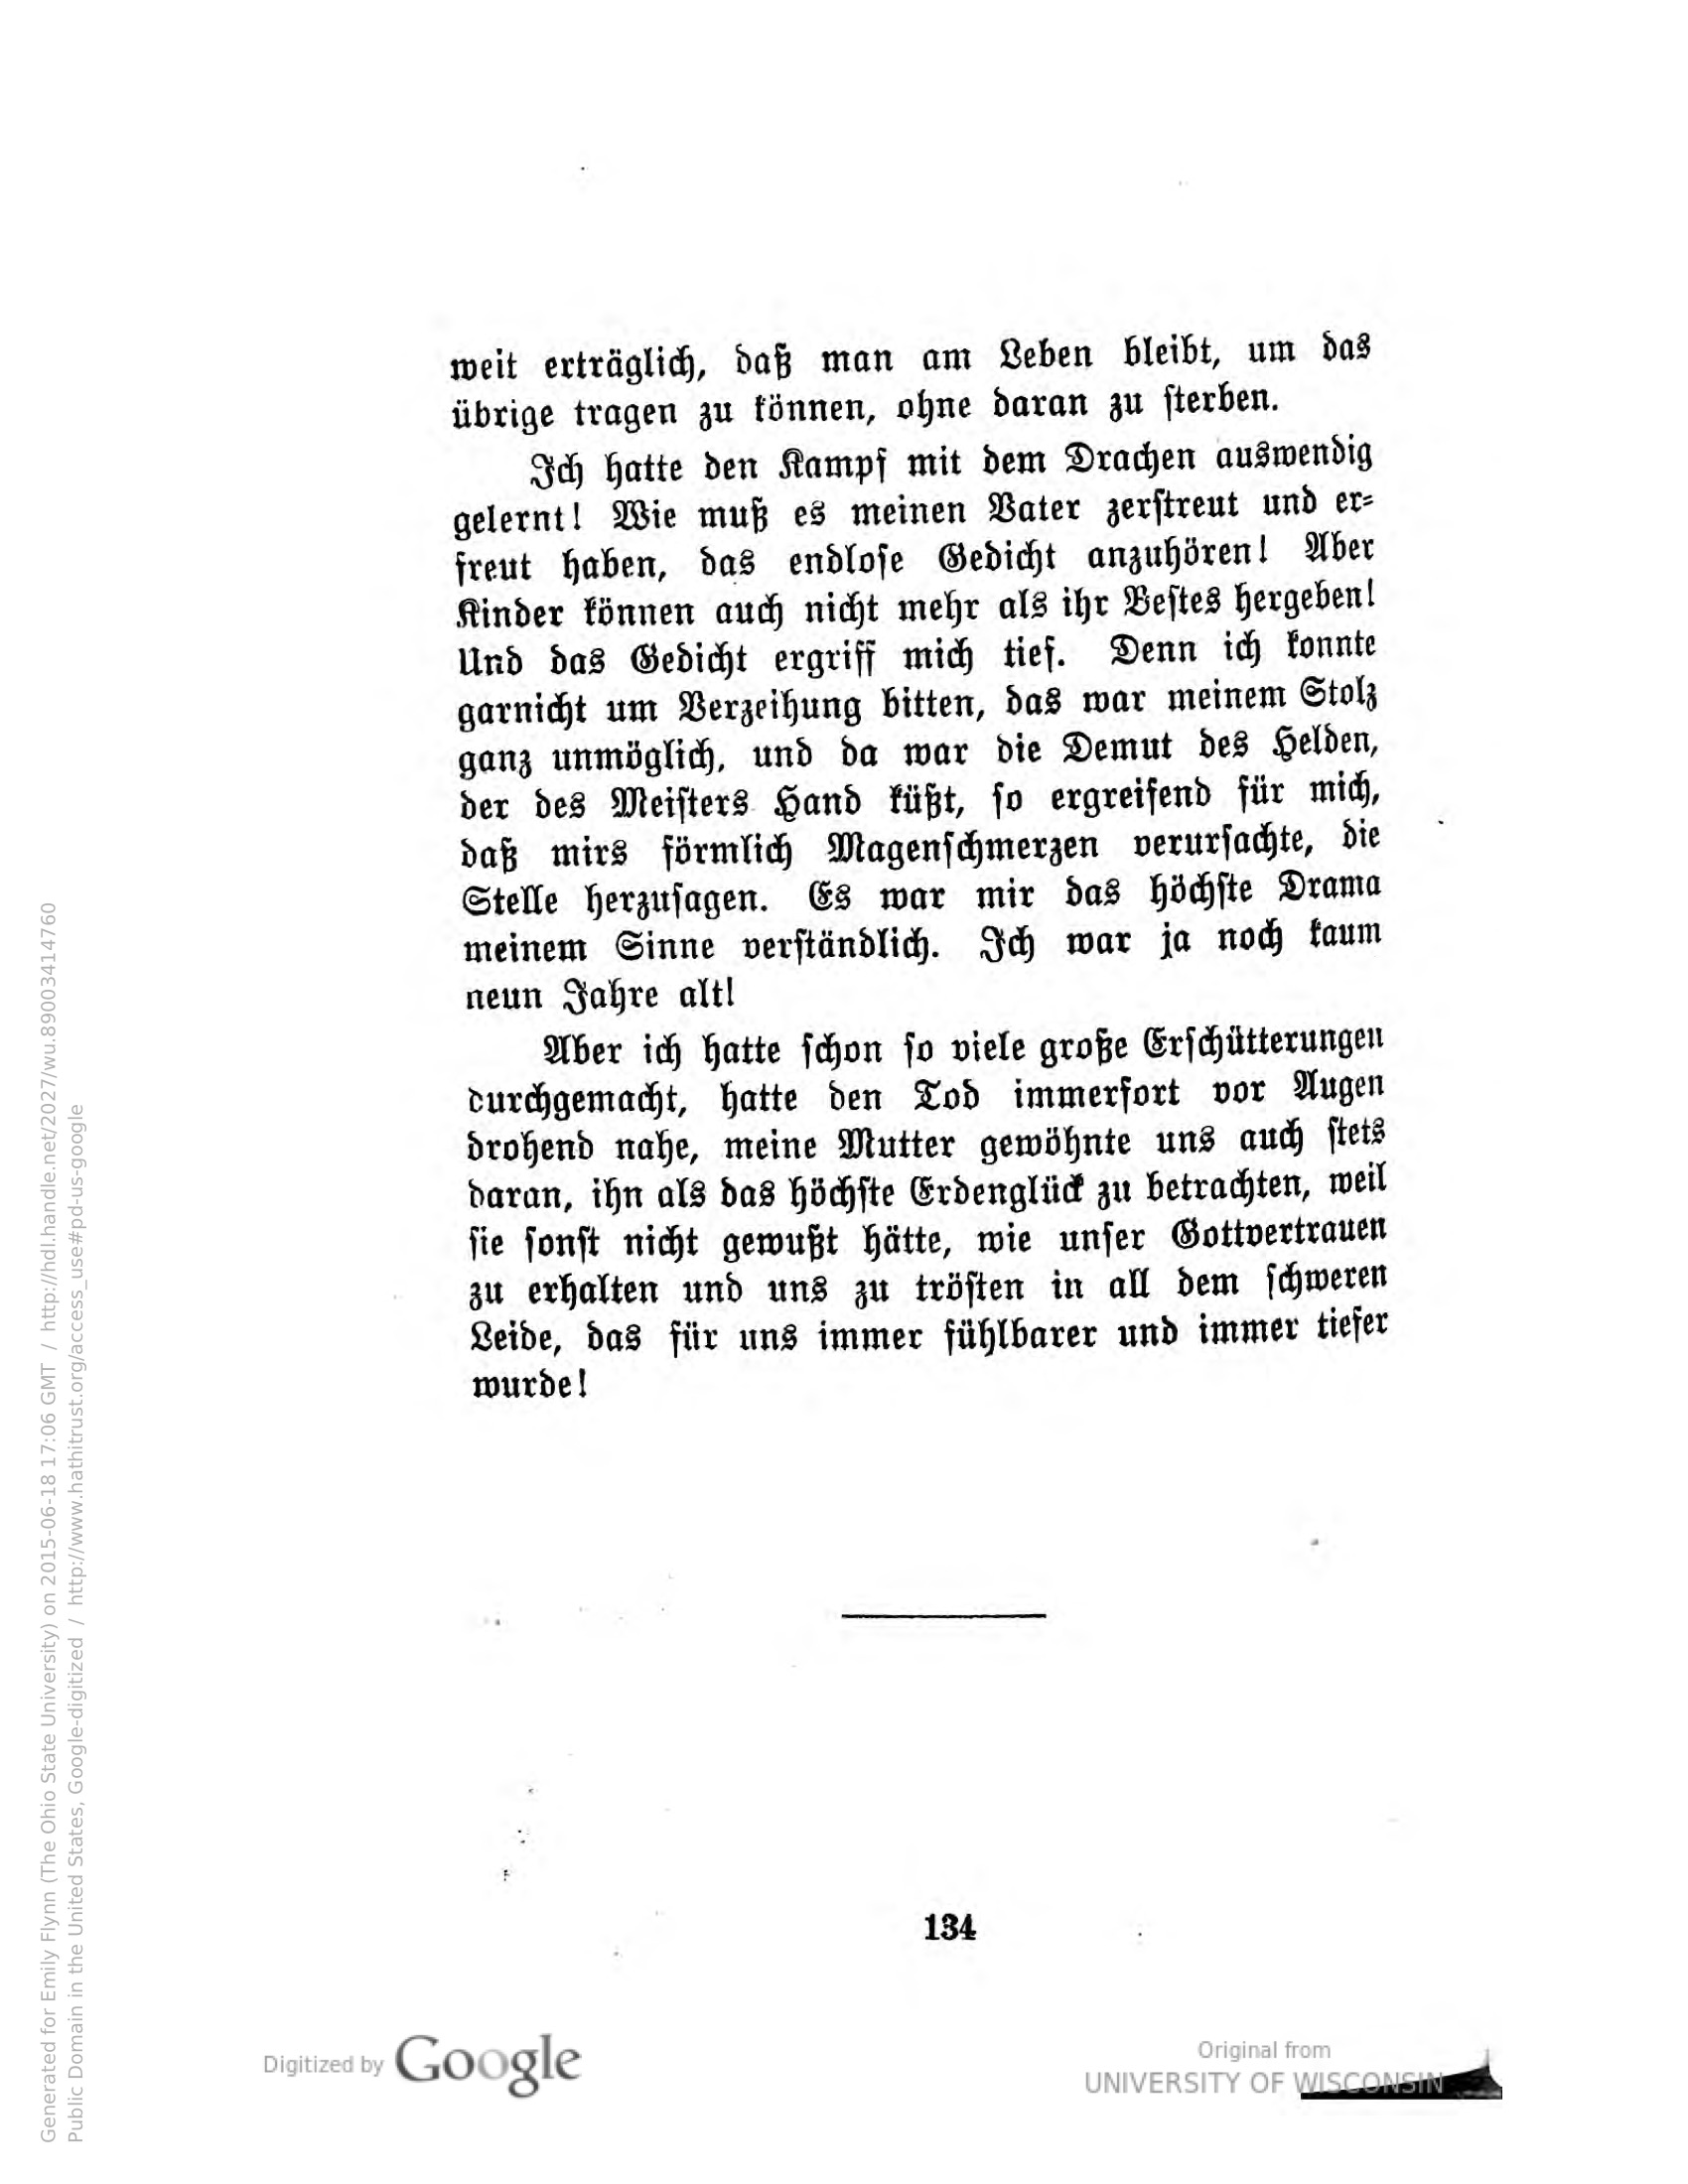 weit erträglich, daß man am Leben bleibt, um das
übrige tragen zu können, ohne daran zu sterben.
Ich hatte den Kampf mit dem Drachen auswendig
gelernt! Wie muß es meinen Vater zerstreut und er=
freut haben, das endlose Gedicht anzuhören! Aber
Kinder können auch nicht mehr als ihr Bestes hergeben!
Und das Gedicht ergriff mich tief. Denn ich konnte
garnicht um Verzeihung bitten, das war meinem Stolz
ganz unmöglich, und da war die Demut des Helden,
der des Meisters Hand küßt, so ergreifend für mich,
daß mirs förmlich Magenschmerzen verursachte, die
Stelle herzusagen. Es war mir das höchste Drama
meinem Sinne verständlich. Ich war ja noch kaum
neun Jahre alt!
Aber ich hatte schon so viele große Erschütterungen
durchgemacht, hatte den Tod immerfort vor Augen
drohend nahe, meine Mutter gewöhnte uns auch stets
daran, ihn als das höchste Erdenglück zu betrachten, weil
sie sonst nicht gewußt hätte, wie unser Gottvertrauen
zu erhalten und uns zu trösten in all dem schweren
Leide, das für uns immer fühlbarer und immer tiefer
wurde!
134
Digitized by Google
Original from
UNIVERSITY OF WISCONSIN
Generated for Emily Flynn (The Ohio State University) on 2015-06-18 17:06 GMT / http://hdl.handle.net/2027/wu.89003414760
Public Domain in the United States, Google-digitized / http://www.hathitrust.org/access_use#pd-us-google